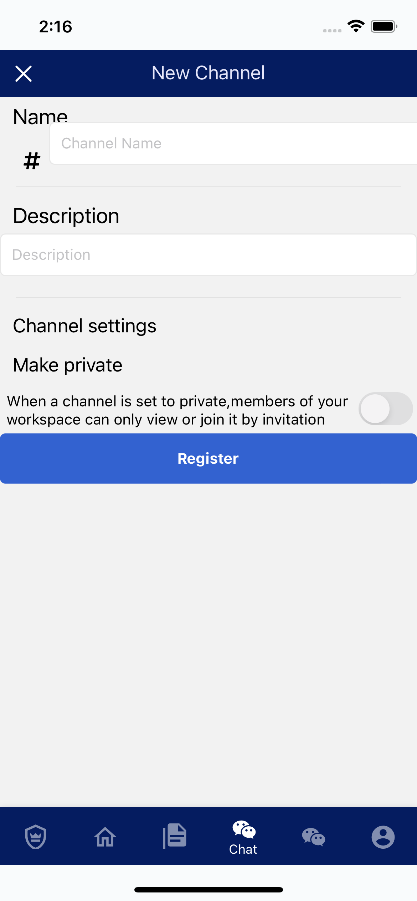 2:16
New Channel
Name
#
Channel Name
Description
Description
Channel settings
Make private
When a channel is set to private,members of your
workspace can only view or join it by invitation
Register
Chat